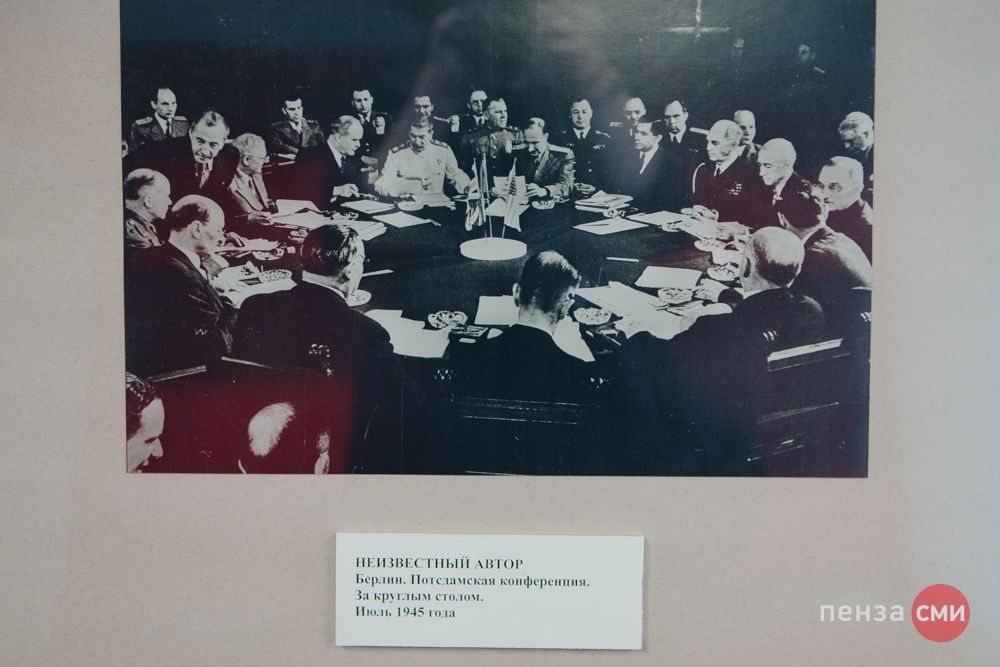 НЕИЗВЕСТНЫЙ АВТОР
Берлин. Потсдамская конференция.
За круглым столом.
Июль 1945 года
пенза сми